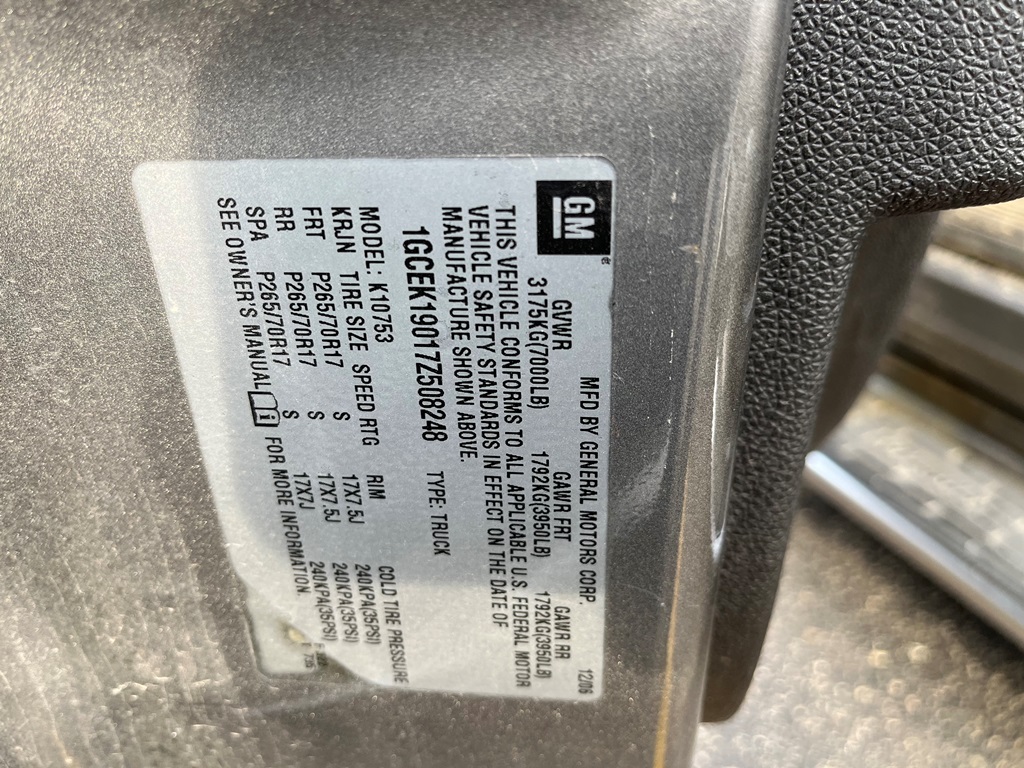 GM
MFD BY GENERAL MOTORS CORP. 12/06
GVWR GAWR FRT GAWR RR
3175KG(7000LB) 1792KG(3950LB) 1792KG(3950LB)
THIS VEHICLE CONFORMS TO ALL APPLICABLE U.S. FEDERAL MOTOR
VEHICLE SAFETY STANDARDS IN EFFECT ON THE DATE OF
MANUFACTURE SHOWN ABOVE.
1GCEK19017Z508248 TYPE: TRUCK
MODEL: K10753
KRJN TIRE SIZE SPEED RTG RIM COLD TIRE PRESSURE
FRT P265/70R17 S 17X7.5J 240KPA(35PSI)
RR P265/70R17 S 17X7.5J 240KPA(35PSI)
SPA P265/70R17 S 17X7J 240KPA(35PSI)
SEE OWNER'S MANUAL i FOR MORE INFORMATION.